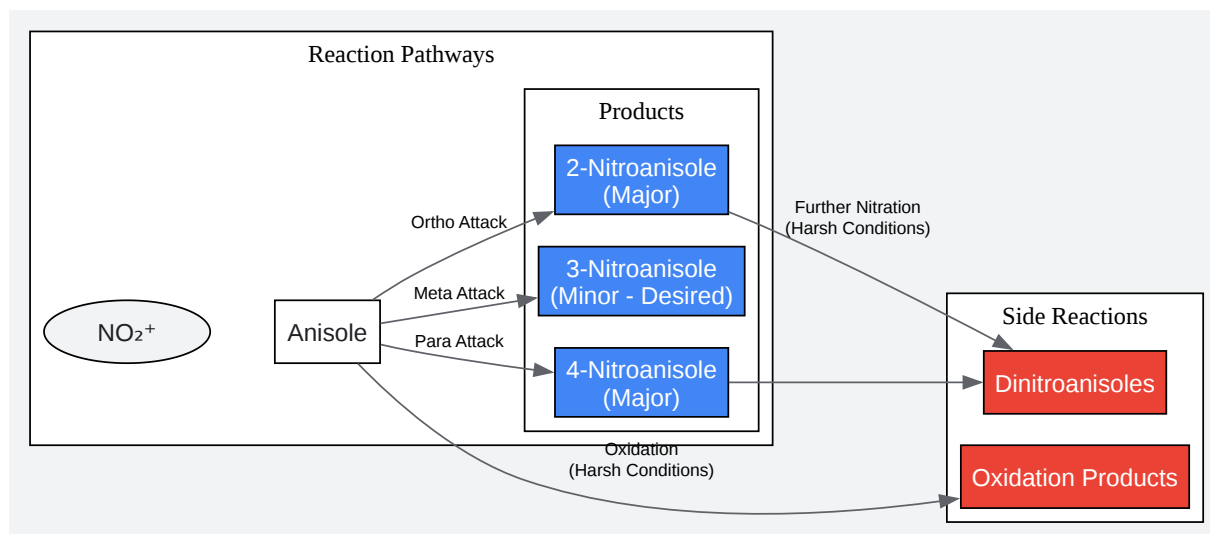 Reaction Pathways
Products
2-Nitroanisole
(Major)
Ortho Attack
Further Nitration
(Harsh Conditions)
3-Nitroanisole
(Minor - Desired)
Meta Attack
NO₂⁺
Anisole
Para Attack
4-Nitroanisole
(Major)
Side Reactions
Dinitroanisoles
Oxidation
(Harsh Conditions)
Oxidation Products